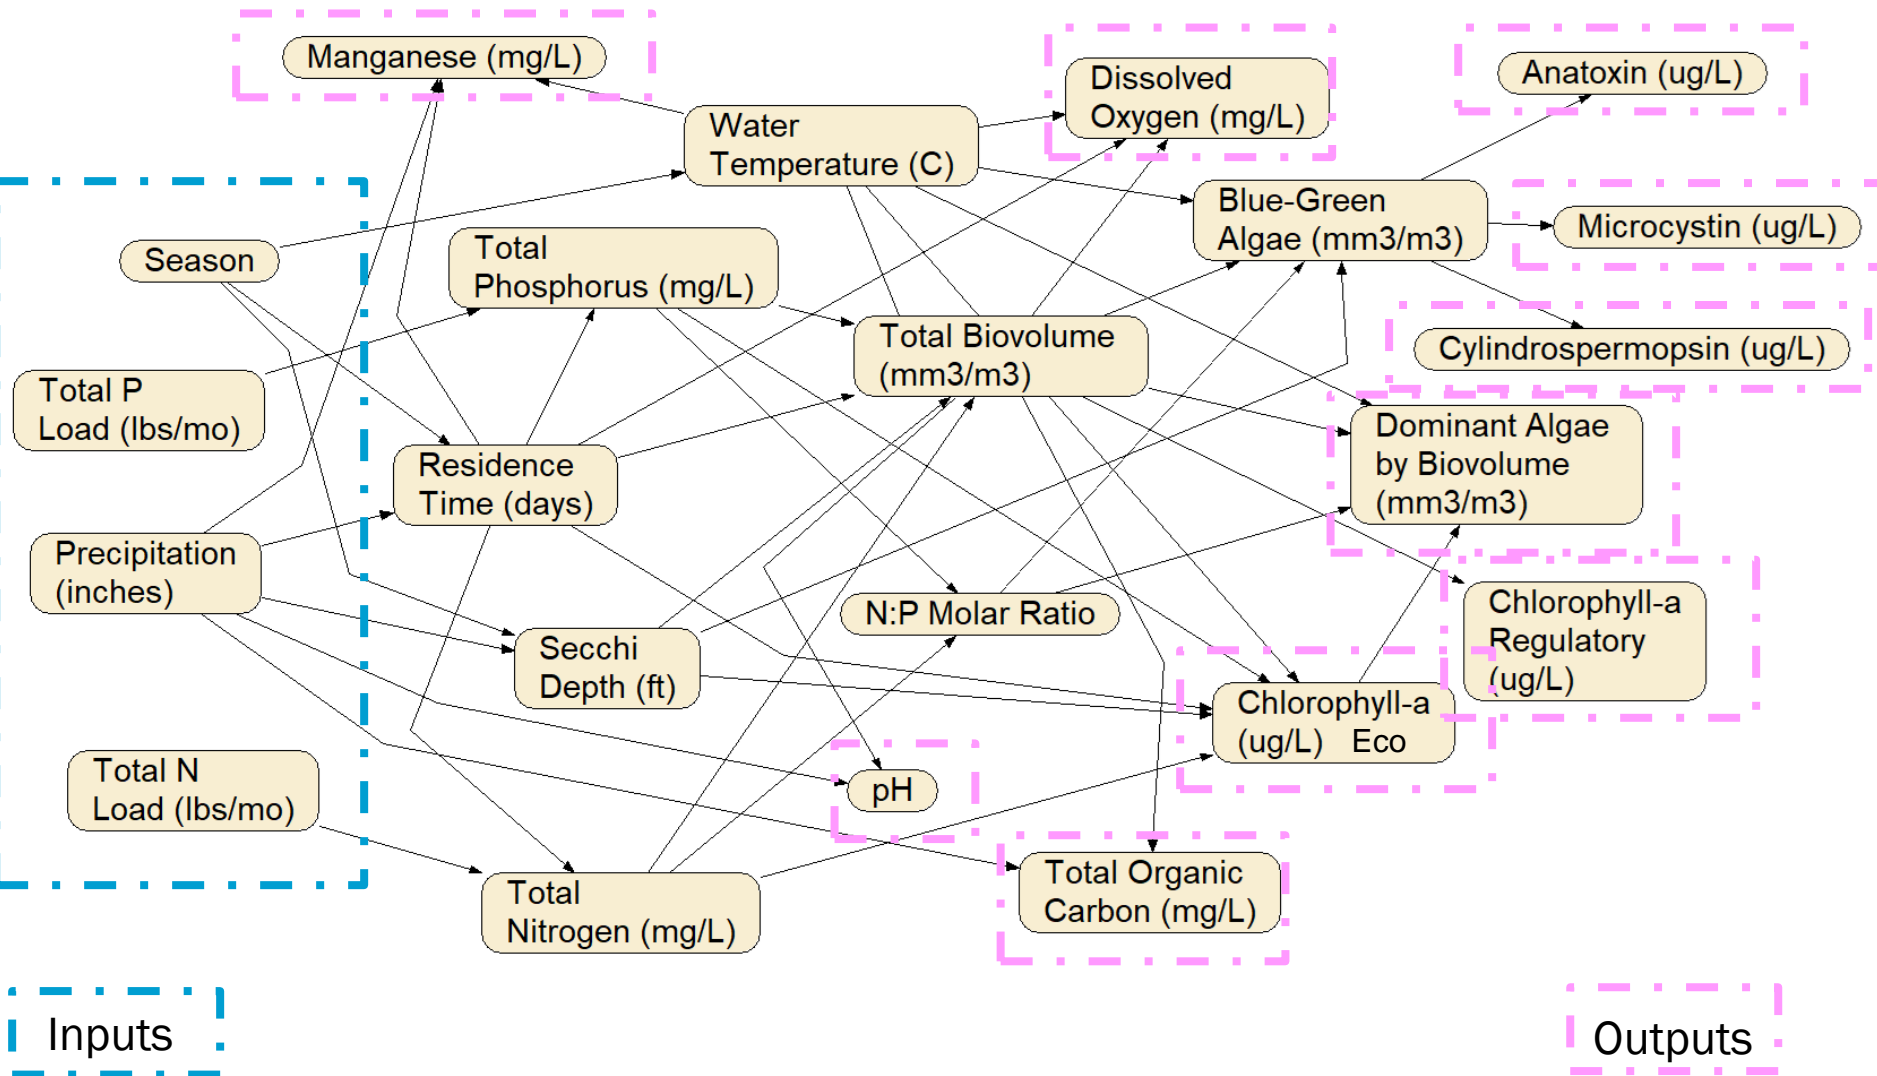 Manganese (mg/L)
Dissolved
Oxygen (mg/L)
Anatoxin (ug/L)
Water
Temperature (C)
Blue-Green
Algae (mm3/m3)
Microcystin (ug/L)
Season
Total
Phosphorus (mg/L)
Total Biovolume
(mm3/m3)
Cylindrospermopsin (ug/L)
Total P
Load (lbs/mo)
Dominant Algae
by Biovolume
(mm3/m3)
Residence
Time (days)
Precipitation
(inches)
N:P Molar Ratio
Chlorophyll-a
Regulatory
(ug/L)
Secchi
Depth (ft)
Chlorophyll-a
(ug/L) Eco
Total N
Load (lbs/mo)
pH
Total
Nitrogen (mg/L)
Total Organic
Carbon (mg/L)
Inputs
Outputs